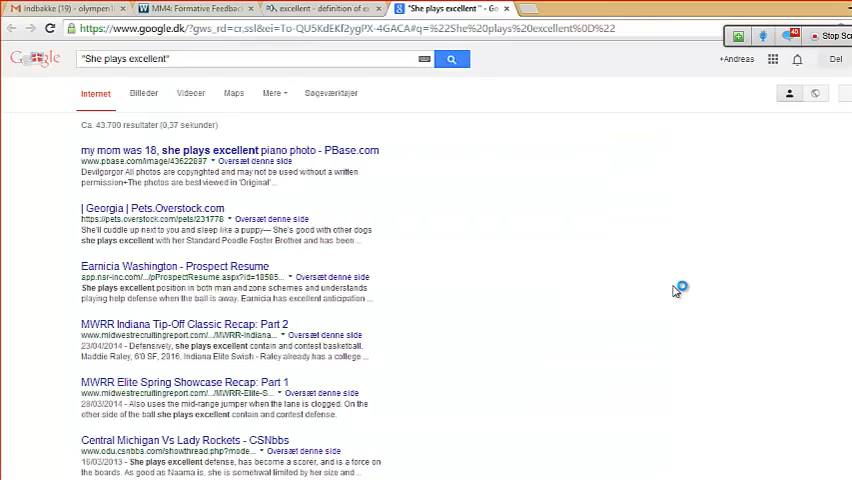 Indbakke (19) - olympen
MM4: Formative Feedback
excellent - definition of e
"She plays excellent" - Go
https://www.google.dk/?gws_rd=cr,ssl&ei=To-QU5KdEKf2ygPX-4GACA#q=%22She%20plays%20excellent%0D%22
40
Stop Scr
Google
"She plays excellent"
+Andreas
Del
Internet
Billeder
Videoer
Maps
Mere
Søgeværktøjer
Ca. 43.700 resultater (0,37 sekunder)
my mom was 18, she plays excellent piano photo - PBase.com
www.pbase.com/image/43622897 Oversæt denne side
Devilgorgor All photos are copyrighted and may not be used without a written
permission+The photos are best viewed in 'Original'...
| Georgia | Pets.Overstock.com
https://pets.overstock.com/pets/231778 Oversæt denne side
She'll cuddle up next to you and sleep like a puppy— She's good with other dogs
she plays excellent with her Standard Poodle Foster Brother and has been ...
Earnicia Washington - Prospect Resume
app.nsr-inc.com/.../pProspectResume.aspx?id=18585... Oversæt denne side
She plays excellent position in both man and zone schemes and understands
playing help defense when the ball is away. Earnicia has excellent anticipation ...
MWRR Indiana Tip-Off Classic Recap: Part 2
www.midwestrecruitingreport.com/.../MWRR-Indiana... Oversæt denne side
23/04/2014 - Defensively, she plays excellent contain and contest basketball.
Maddie Raley, 6'0 SF, 2016, Indiana Elite Swish - Raley already has a college ...
MWRR Elite Spring Showcase Recap: Part 1
www.midwestrecruitingreport.com/.../MWRR-Elite-S... Oversæt denne side
28/03/2014 - Also uses the mid-range jumper when the lane is clogged. On the
other side of the ball she plays excellent contain and contest defense.
Central Michigan Vs Lady Rockets - CSNbbs
www.odu.csnbbs.com/showthread.php?mode... Oversæt denne side
16/03/2013 - She plays excellent defense, has become a scorer, and is a force on
the boards. As good as Naama is, she is somehwat limited by her size and ...